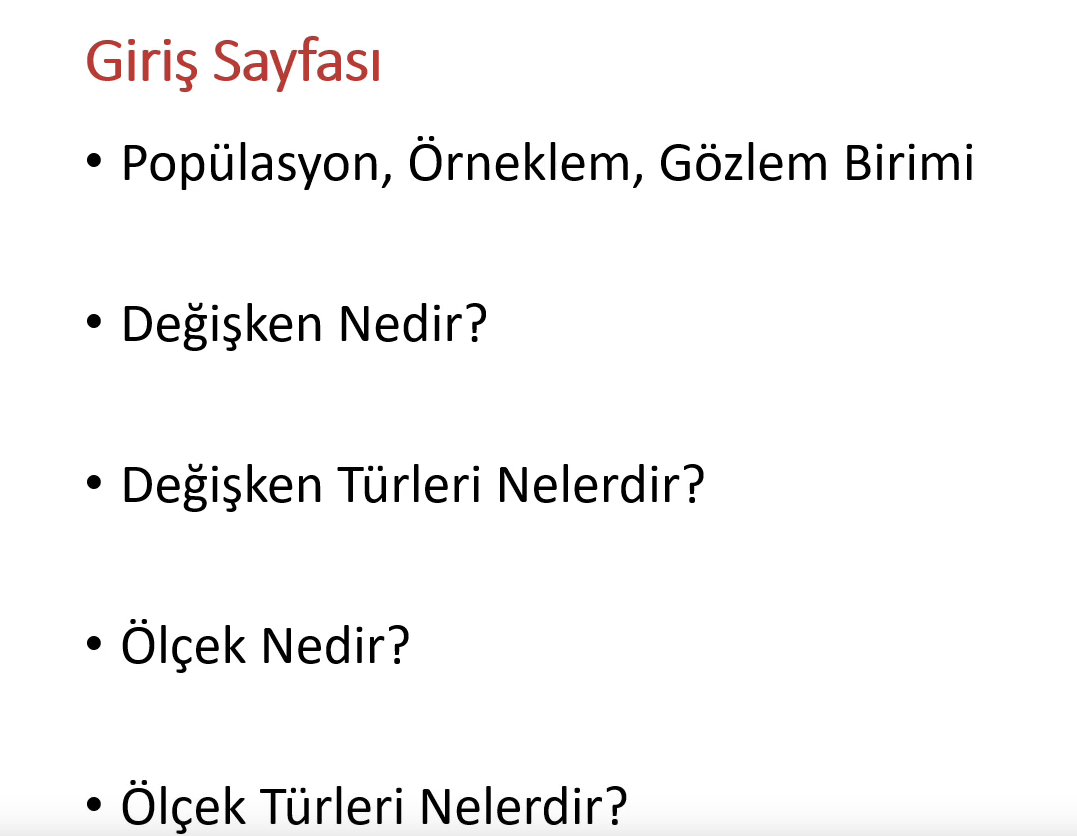 Giriş Sayfası
• Popülasyon, Örneklem, Gözlem Birimi
• Değişken Nedir?
• Değişken Türleri Nelerdir?
• Ölçek Nedir?
• Ölçek Türleri Nelerdir?